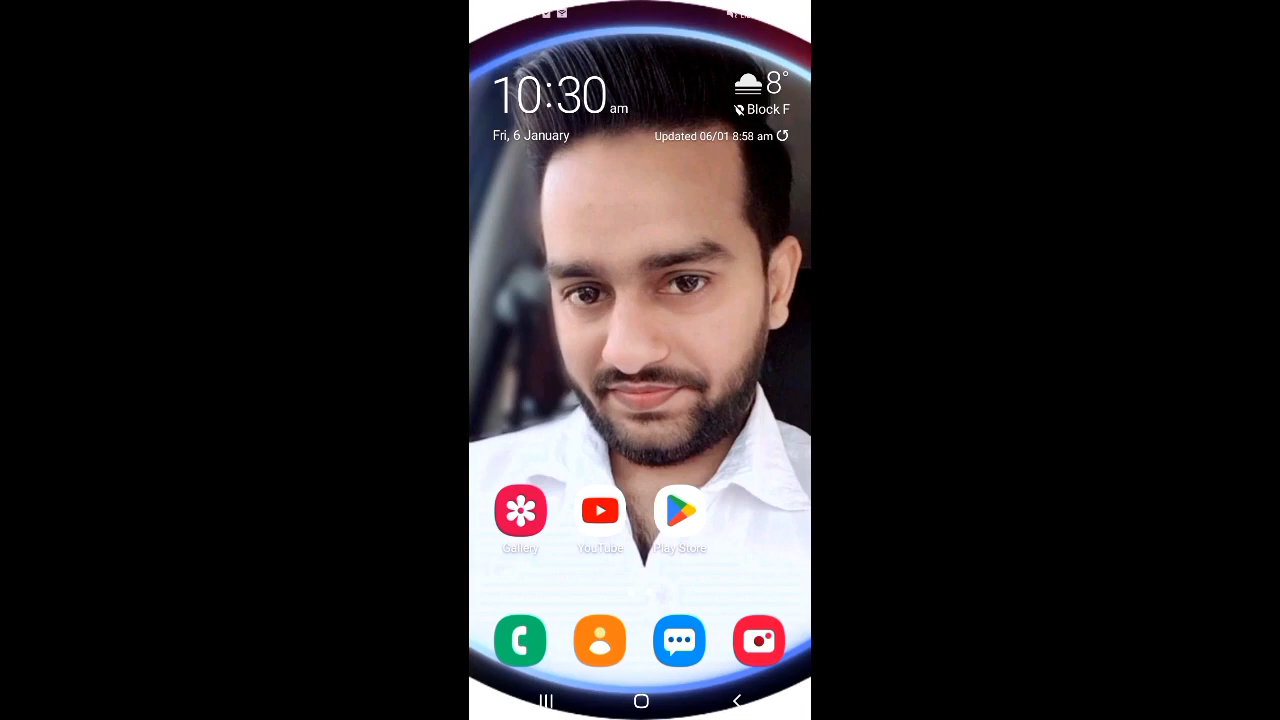 10:30 am
8°
Block F
Fri, 6 January
Updated 06/01 8:58 am
Gallery
YouTube
Play Store